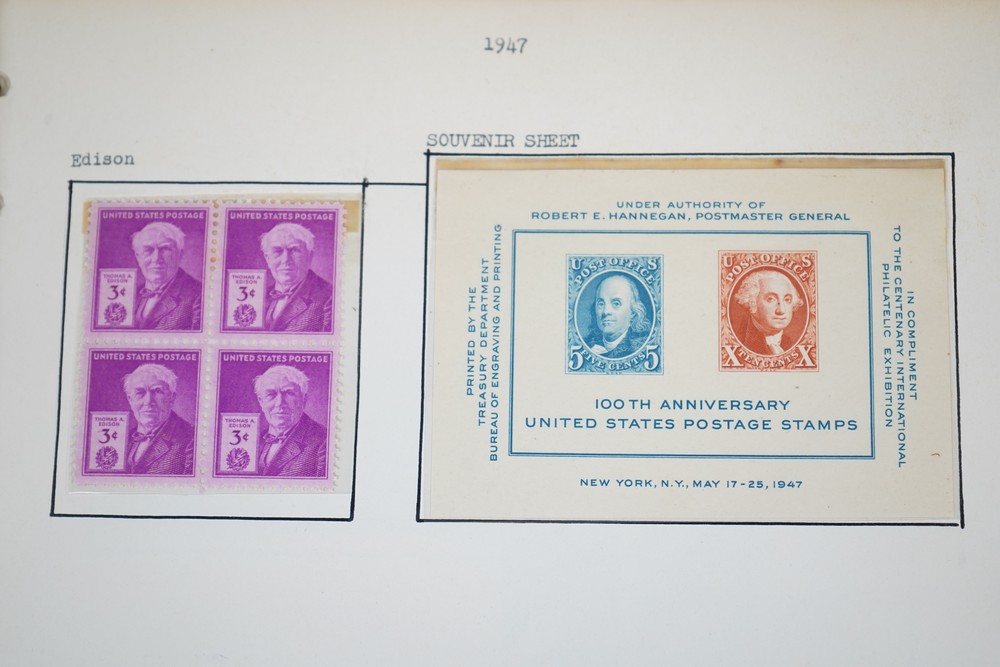 1947
Edison
UNITED STATES POSTAGE
THOMAS A.
EDISON
3¢
UNITED STATES POSTAGE
THOMAS A.
EDISON
3¢
UNITED STATES POSTAGE
THOMAS A.
EDISON
3¢
UNITED STATES POSTAGE
THOMAS A.
EDISON
3¢
SOUVENIR SHEET
UNDER AUTHORITY OF
ROBERT E. HANNEGAN, POSTMASTER GENERAL
PRINTED BY THE
TREASURY DEPARTMENT
BUREAU OF ENGRAVING AND PRINTING
U S
POST OFFICE
5 FIVE CENTS 5
U S
POST OFFICE
X TEN CENTS X
100TH ANNIVERSARY
UNITED STATES POSTAGE STAMPS
IN COMPLIMENT
TO THE CENTENARY INTERNATIONAL
PHILATELIC EXHIBITION
NEW YORK, N.Y., MAY 17-25, 1947